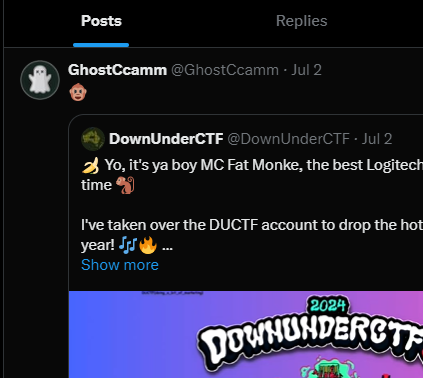 Posts Replies
GhostCcamm @GhostCcamm · Jul 2
🐵
DownUnderCTF @DownUnderCTF · Jul 2
🍌 Yo, it's ya boy MC Fat Monke, the best Logitech
time 🐒
I've taken over the DUCTF account to drop the hot
year! 🎶🔥 ...
Show more
2024
DOWNUNDERCTF